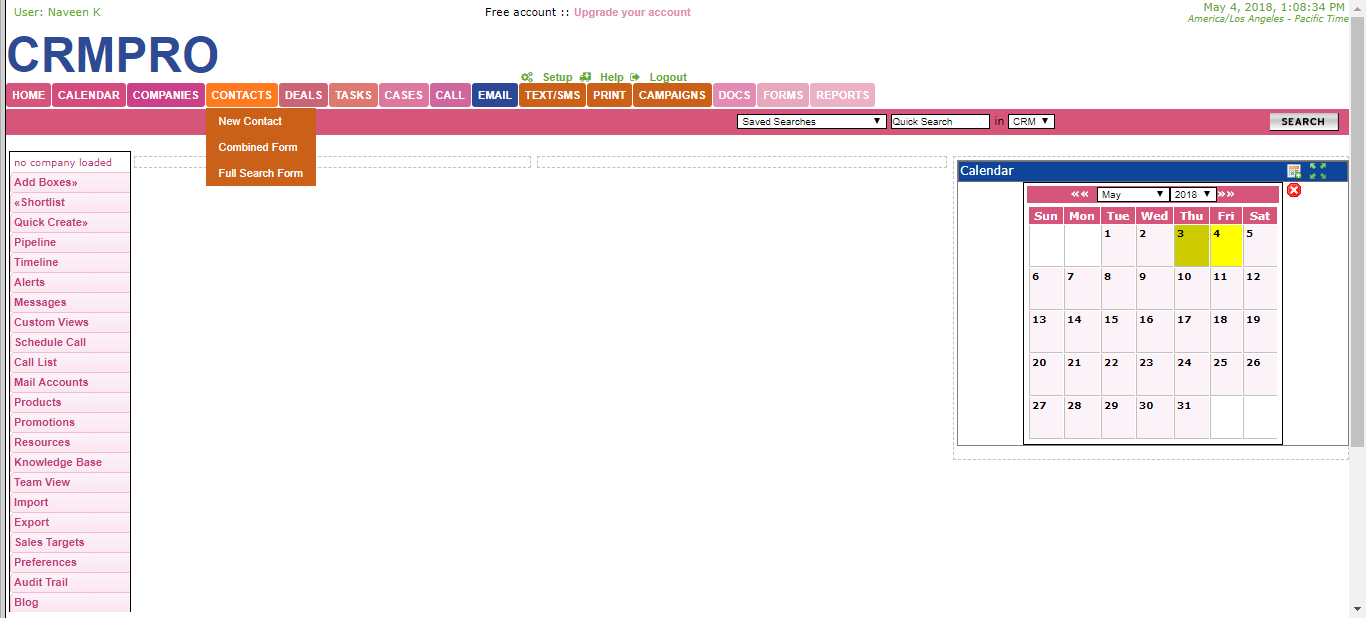 User: Naveen K
Free account :: Upgrade your account
May 4, 2018, 1:08:34 PM
America/Los Angeles - Pacific Time
CRMPRO
Setup Help Logout
HOME CALENDAR COMPANIES CONTACTS DEALS TASKS CASES CALL EMAIL TEXT/SMS PRINT CAMPAIGNS DOCS FORMS REPORTS
New Contact
Combined Form
Full Search Form
Saved Searches Quick Search in CRM SEARCH
no company loaded
Add Boxes»
«Shortlist
Quick Create»
Pipeline
Timeline
Alerts
Messages
Custom Views
Schedule Call
Call List
Mail Accounts
Products
Promotions
Resources
Knowledge Base
Team View
Import
Export
Sales Targets
Preferences
Audit Trail
Blog
Calendar
«« May 2018 »»
Sun Mon Tue Wed Thu Fri Sat
1 2 3 4 5
6 7 8 9 10 11 12
13 14 15 16 17 18 19
20 21 22 23 24 25 26
27 28 29 30 31